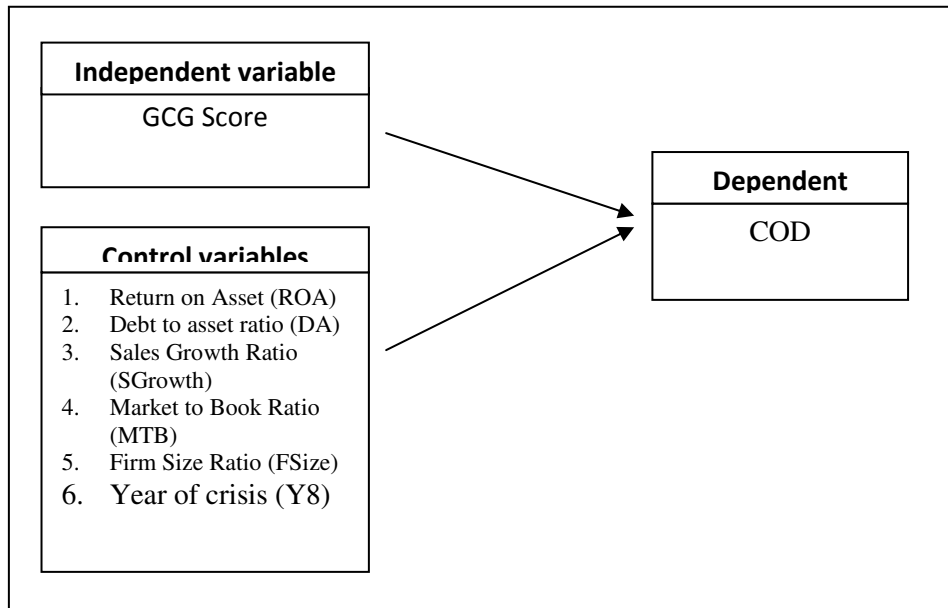 Independent variable
GCG Score
Dependent
COD
Control variables
1. Return on Asset (ROA)
2. Debt to asset ratio (DA)
3. Sales Growth Ratio
(SGrowth)
4. Market to Book Ratio
(MTB)
5. Firm Size Ratio (FSize)
6. Year of crisis (Y8)